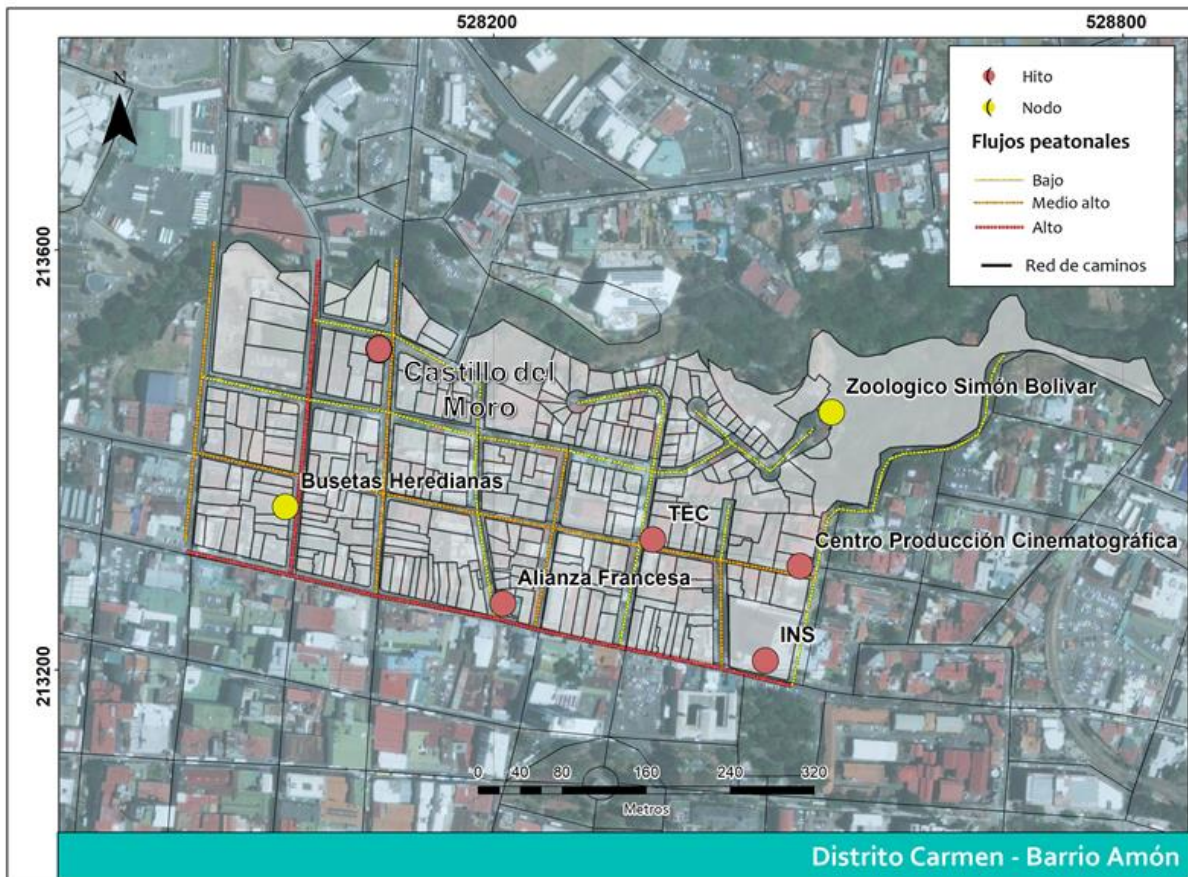 528200
528800
N
Hito
Nodo
Flujos peatonales
Bajo
Medio alto
Alto
Red de caminos
213600
Castillo del
Moro
Zoologico Simón Bolivar
Busetas Heredianas
TEC
Centro Producción Cinematográfica
Alianza Francesa
INS
213200
0 40 80 160 240 320
Metros
Distrito Carmen - Barrio Amón